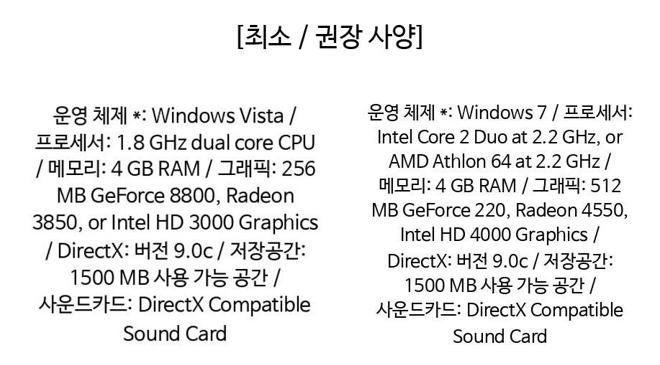 [최소 / 권장 사양]
운영 체제 *: Windows Vista /
프로세서: 1.8 GHz dual core CPU
/ 메모리: 4 GB RAM / 그래픽: 256
MB GeForce 8800, Radeon
3850, or Intel HD 3000 Graphics
/ DirectX: 버전 9.0c / 저장공간:
1500 MB 사용 가능 공간 /
사운드카드: DirectX Compatible
Sound Card
운영 체제 *: Windows 7 / 프로세서:
Intel Core 2 Duo at 2.2 GHz, or
AMD Athlon 64 at 2.2 GHz /
메모리: 4 GB RAM / 그래픽: 512
MB GeForce 220, Radeon 4550,
Intel HD 4000 Graphics /
DirectX: 버전 9.0c / 저장공간:
1500 MB 사용 가능 공간 /
사운드카드: DirectX Compatible
Sound Card